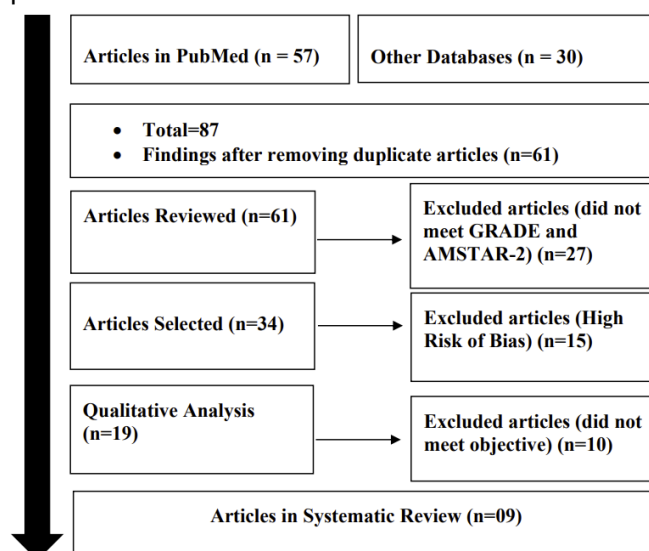 Articles in PubMed (n = 57)
Other Databases (n = 30)
• Total=87
• Findings after removing duplicate articles (n=61)
Articles Reviewed (n=61)
Excluded articles (did not
meet GRADE and
AMSTAR-2) (n=27)
Articles Selected (n=34)
Excluded articles (High
Risk of Bias) (n=15)
Qualitative Analysis
(n=19)
Excluded articles (did not
meet objective) (n=10)
Articles in Systematic Review (n=09)